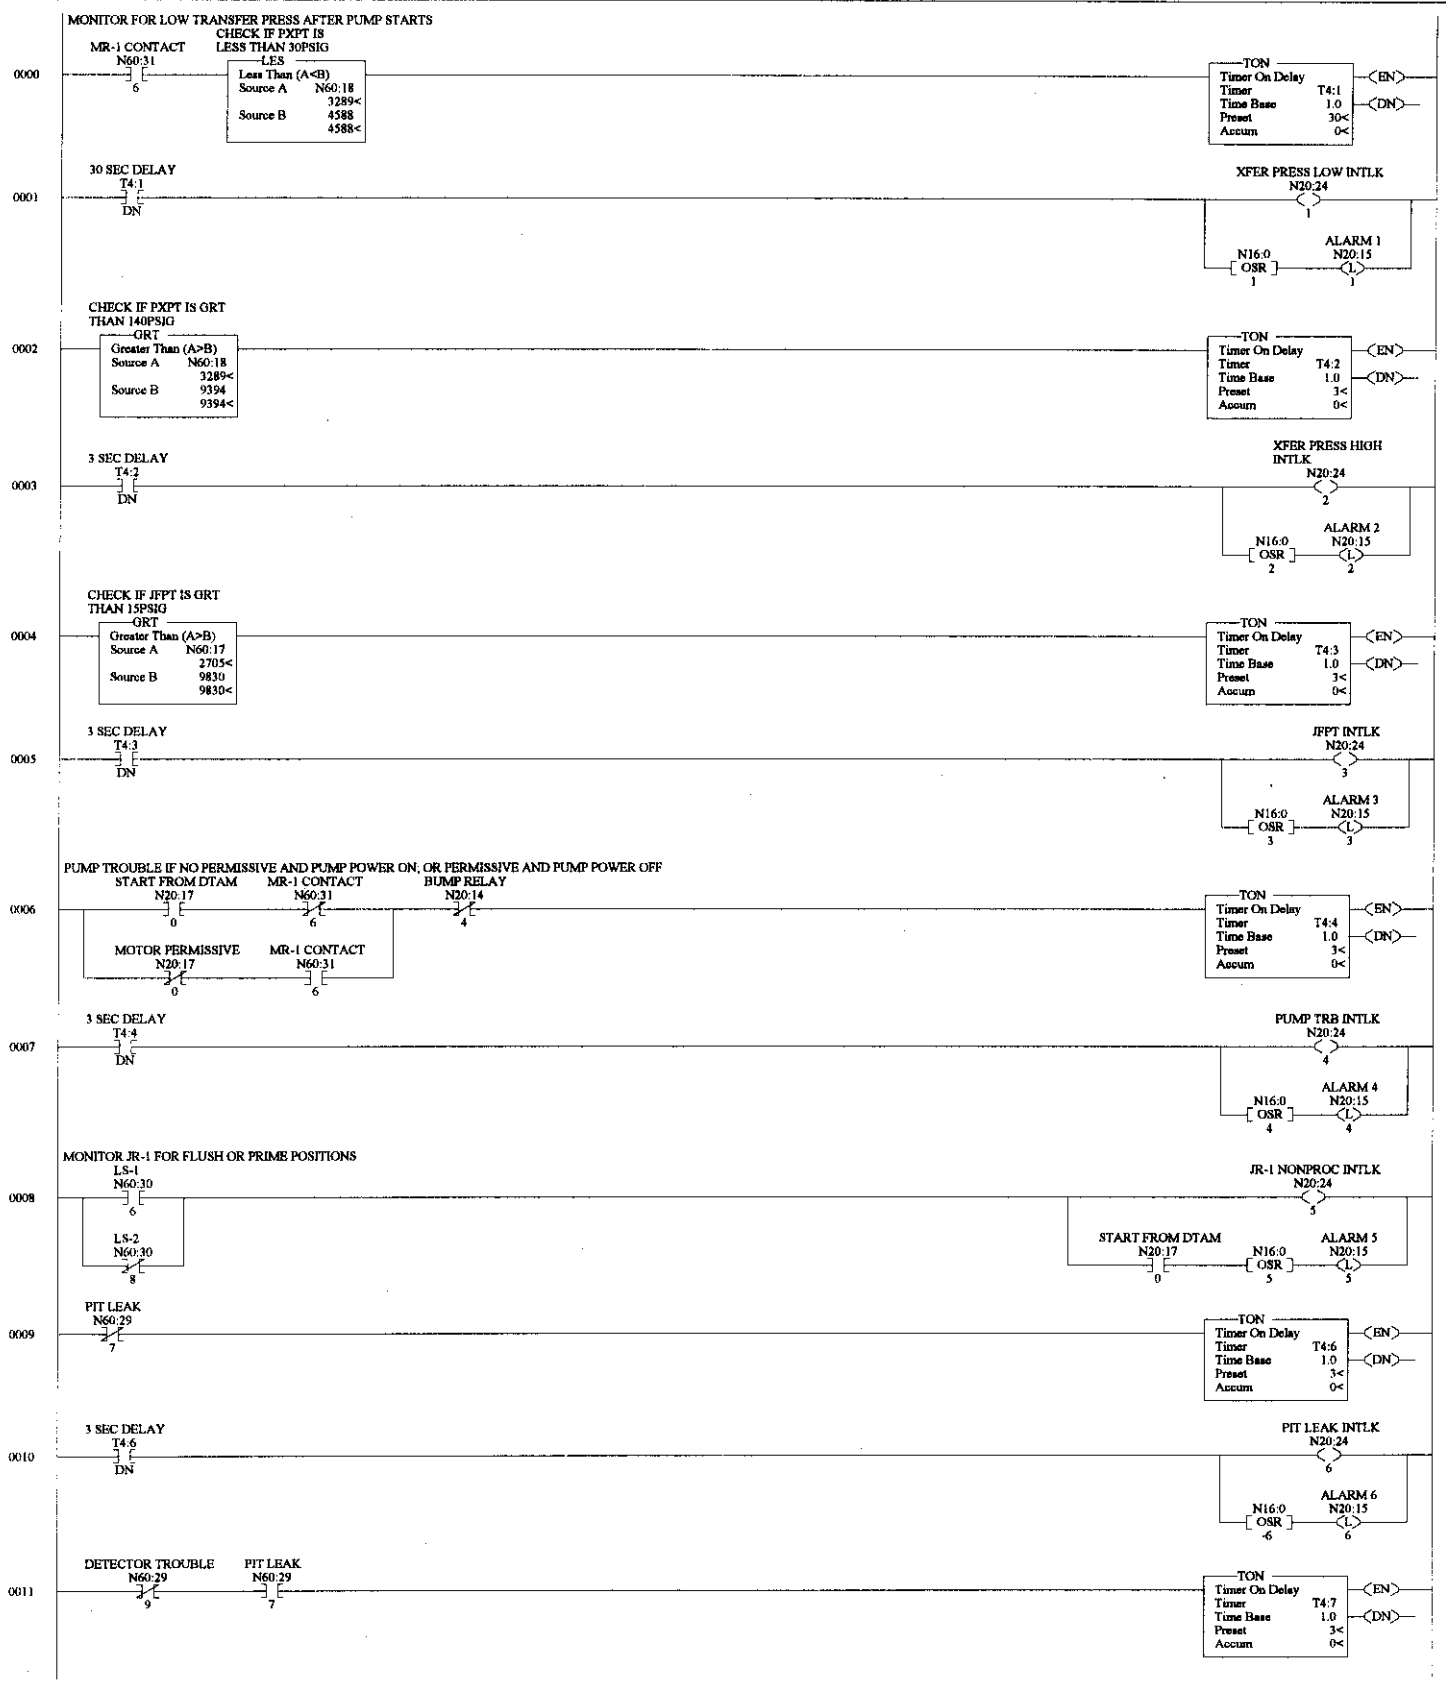 MONITOR FOR LOW TRANSFER PRESS AFTER PUMP STARTS
CHECK IF PXPT IS
MR-1 CONTACT LESS THAN 30PSIG
N60:31 LES TON
0000 Less Than (A<B) Timer On Delay EN
6 Source A N60:18 Timer T4:1
3289< Time Base 1.0 DN
Source B 4588 Preset 30<
4588< Accum 0<
30 SEC DELAY XFER PRESS LOW INTLK
T4:1 N20:24
0001
DN 1
ALARM 1
N16:0 N20:15
OSR L
1 1
CHECK IF PXPT IS GRT
THAN 140PSIG
GRT TON
0002 Greater Than (A>B) Timer On Delay EN
Source A N60:18 Timer T4:2
3289< Time Base 1.0 DN
Source B 9394 Preset 3<
9394< Accum 0<
3 SEC DELAY XFER PRESS HIGH
INTLK
T4:2 N20:24
0003
DN 2
ALARM 2
N16:0 N20:15
OSR L
2 2
CHECK IF JFPT IS GRT
THAN 15PSIG
GRT TON
0004 Greater Than (A>B) Timer On Delay EN
Source A N60:17 Timer T4:3
2705< Time Base 1.0 DN
Source B 9830 Preset 3<
9830< Accum 0<
3 SEC DELAY JFPT INTLK
T4:3 N20:24
0005
DN 3
ALARM 3
N16:0 N20:15
OSR L
3 3
PUMP TROUBLE IF NO PERMISSIVE AND PUMP POWER ON; OR PERMISSIVE AND PUMP POWER OFF
START FROM DTAM MR-1 CONTACT BUMP RELAY
N20:17 N60:31 N20:14 TON
0006 Timer On Delay EN
0 6 4 Timer T4:4
Time Base 1.0 DN
MOTOR PERMISSIVE MR-1 CONTACT Preset 3<
N20:17 N60:31 Accum 0<
0 6
3 SEC DELAY PUMP TRB INTLK
T4:4 N20:24
0007
DN 4
ALARM 4
N16:0 N20:15
OSR L
4 4
MONITOR JR-1 FOR FLUSH OR PRIME POSITIONS
LS-1 JR-1 NONPROC INTLK
N60:30 N20:24
0008
6 5
LS-2 START FROM DTAM ALARM 5
N60:30 N20:17 N16:0 N20:15
OSR L
8 0 5 5
PIT LEAK
N60:29 TON
0009 Timer On Delay EN
7 Timer T4:6
Time Base 1.0 DN
Preset 3<
Accum 0<
3 SEC DELAY PIT LEAK INTLK
T4:6 N20:24
0010
DN 6
ALARM 6
N16:0 N20:15
OSR L
6 6
DETECTOR TROUBLE PIT LEAK
N60:29 N60:29 TON
0011 Timer On Delay EN
9 7 Timer T4:7
Time Base 1.0 DN
Preset 3<
Accum 0<